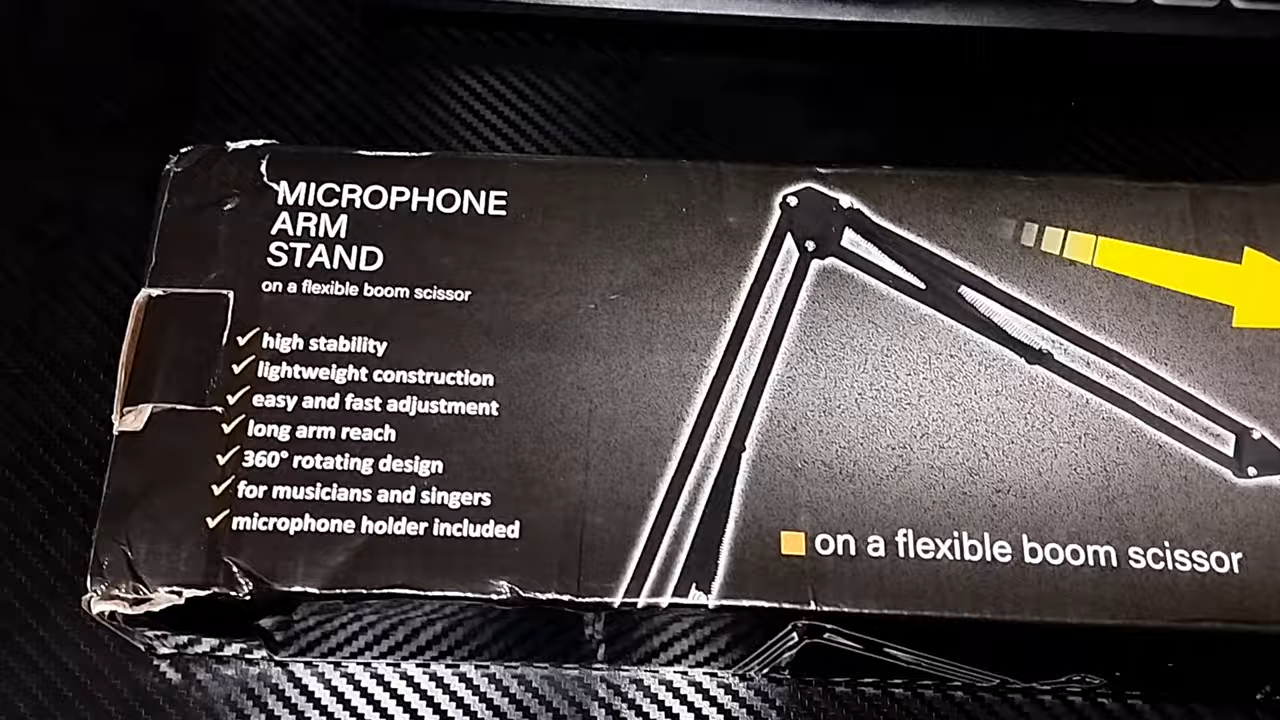 MICROPHONE
ARM
STAND
on a flexible boom scissor
✓ high stability
✓ lightweight construction
✓ easy and fast adjustment
✓ long arm reach
✓ 360° rotating design
✓ for musicians and singers
✓ microphone holder included
on a flexible boom scissor